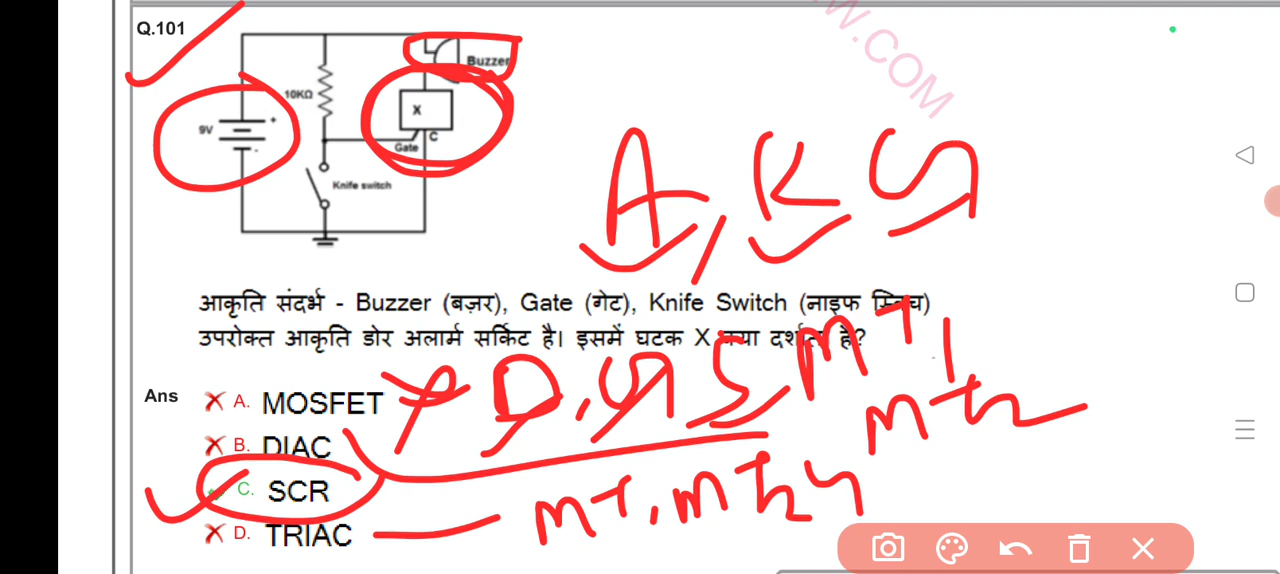 Q.101
W.COM
Buzzer
10KΩ
X
9V
+
-
C
Gate
Knife switch
A, K G
आकृति संदर्भ - Buzzer (बज़र), Gate (गेट), Knife Switch (नाइफ स्विच)
उपरोक्त आकृति डोर अलार्म सर्किट है। इसमें घटक X क्या दर्शाता है?
Ans
A. MOSFET
D, G S
MT1
MT2
B. DIAC
C. SCR
D. TRIAC
MT1, MT2 G